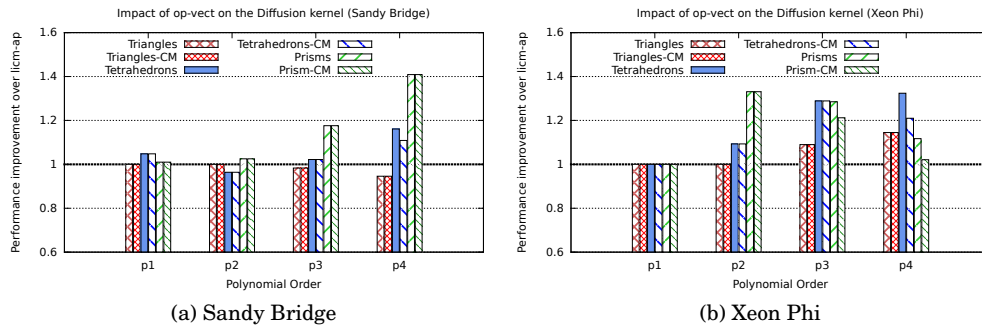 Impact of op-vect on the Diffusion kernel (Sandy Bridge)
Performance improvement over licm-ap
1.6
1.4
1.2
1
0.8
0.6
Triangles
Triangles-CM
Tetrahedrons
Tetrahedrons-CM
Prisms
Prism-CM
p1 p2 p3 p4
Polynomial Order
(a) Sandy Bridge
Impact of op-vect on the Diffusion kernel (Xeon Phi)
Performance improvement over licm-ap
1.6
1.4
1.2
1
0.8
0.6
Triangles
Triangles-CM
Tetrahedrons
Tetrahedrons-CM
Prisms
Prism-CM
p1 p2 p3 p4
Polynomial Order
(b) Xeon Phi